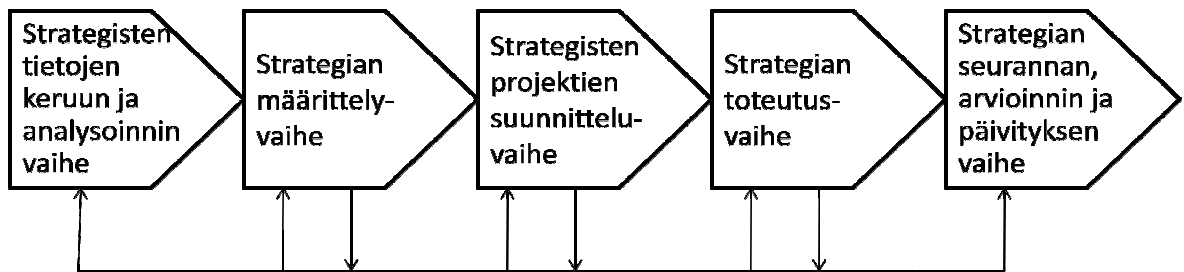 Strategisten
tietojen
keruun ja
analysoinnin
vaihe
Strategian
määrittely-
vaihe
Strategisten
projektien
suunnittelu-
vaihe
Strategian
toteutus-
vaihe
Strategian
seurannan,
arvioinnin ja
päivityksen
vaihe